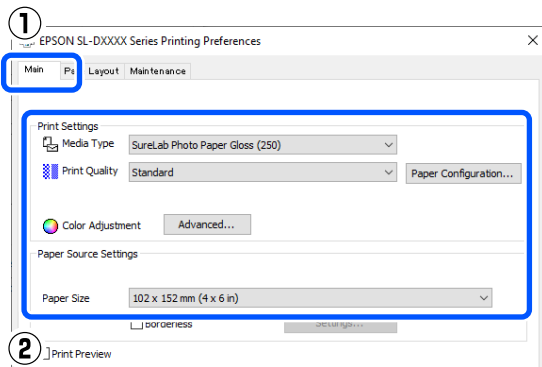 ①
EPSON SL-DXXXX Series Printing Preferences
Main Layout Maintenance
Print Settings
Media Type SureLab Photo Paper Gloss (250)
Print Quality Standard Paper Configuration...
Color Adjustment Advanced...
Paper Source Settings
Paper Size 102 x 152 mm (4 x 6 in)
Borderless Settings...
②
Print Preview